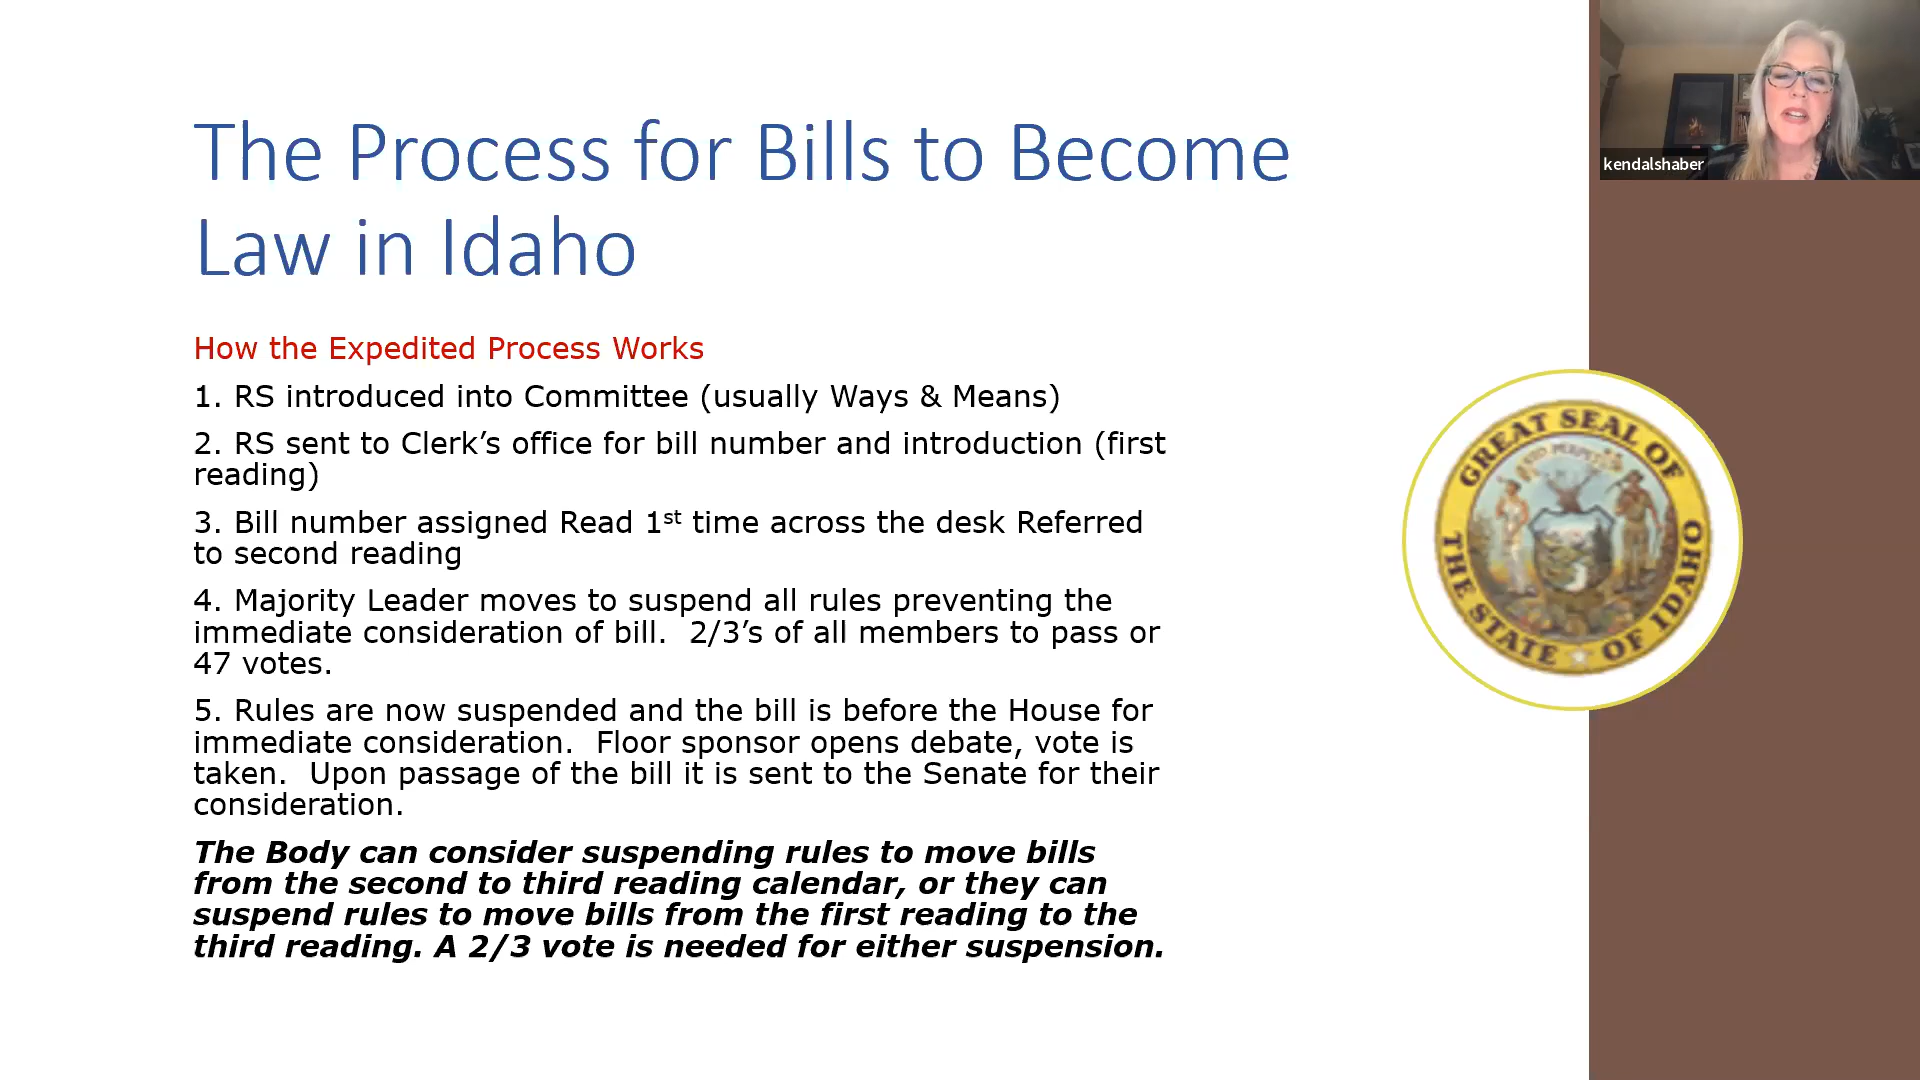 The Process for Bills to Become
Law in Idaho
How the Expedited Process Works
1. RS introduced into Committee (usually Ways & Means)
2. RS sent to Clerk’s office for bill number and introduction (first
reading)
3. Bill number assigned Read 1st time across the desk Referred
to second reading
4. Majority Leader moves to suspend all rules preventing the
immediate consideration of bill.  2/3’s of all members to pass or
47 votes.
5. Rules are now suspended and the bill is before the House for
immediate consideration.  Floor sponsor opens debate, vote is
taken.  Upon passage of the bill it is sent to the Senate for their
consideration.
The Body can consider suspending rules to move bills
from the second to third reading calendar, or they can
suspend rules to move bills from the first reading to the
third reading. A 2/3 vote is needed for either suspension.
kendalshaber
GREAT SEAL OF
THE STATE OF IDAHO